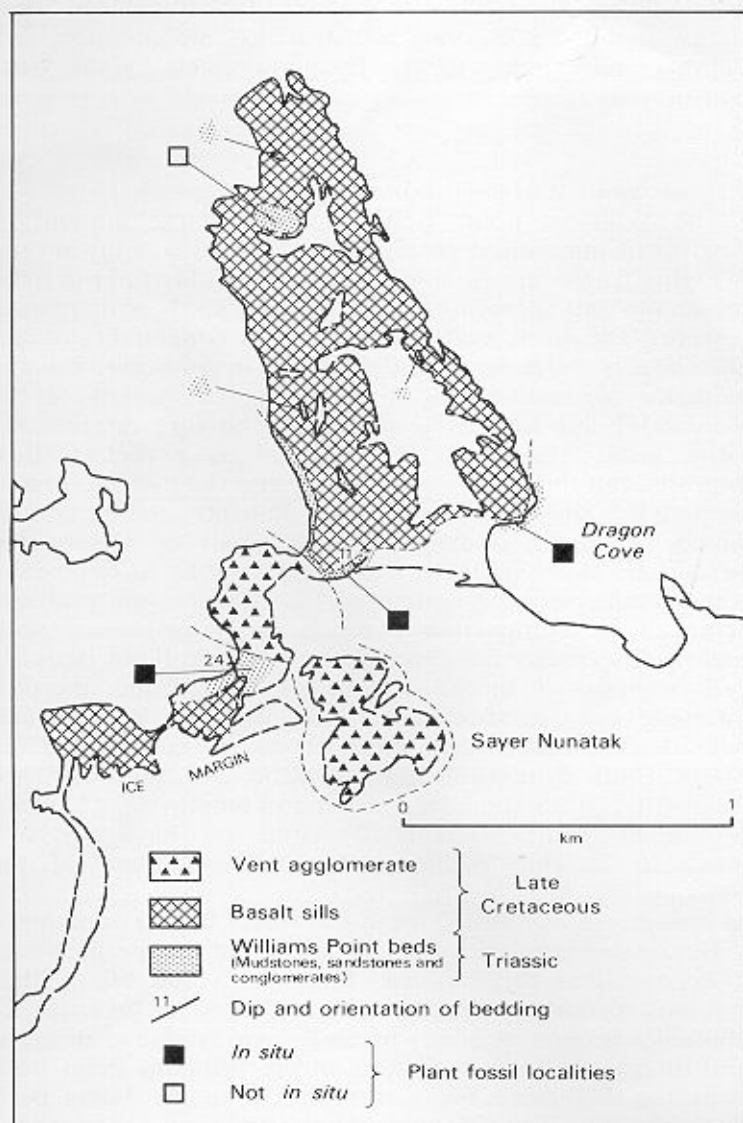 Dragon
Cove
11
24
Sayer Nunatak
ICE
MARGIN
0
1
km
Vent agglomerate
Late
Cretaceous
Basalt sills
Williams Point beds
(Mudstones, sandstones and
conglomerates)
Triassic
11
Dip and orientation of bedding
In situ
Plant fossil localities
Not in situ